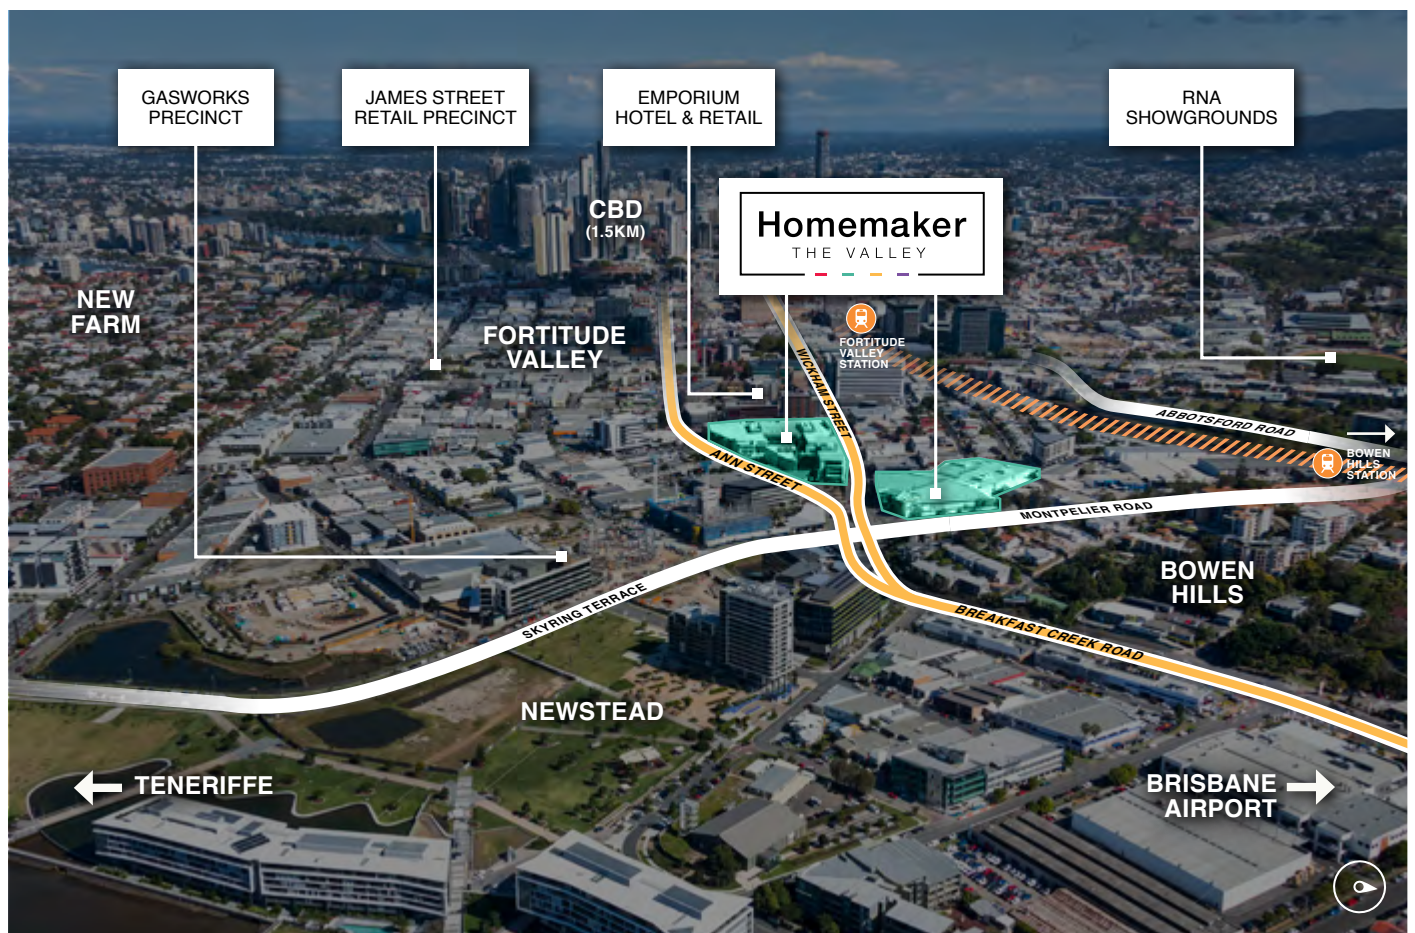 GASWORKS
PRECINCT
JAMES STREET
RETAIL PRECINCT
EMPORIUM
HOTEL & RETAIL
RNA
SHOWGROUNDS
Homemaker
THE VALLEY
CBD
(1.5KM)
NEW
FARM
FORTITUDE
VALLEY
FORTITUDE
VALLEY
STATION
WICKHAM STREET
ABBOTSFORD ROAD
BOWEN
HILLS
STATION
ANN STREET
MONTPELIER ROAD
BOWEN
HILLS
SKYRING TERRACE
BREAKFAST CREEK ROAD
NEWSTEAD
TENERIFFE
BRISBANE
AIRPORT